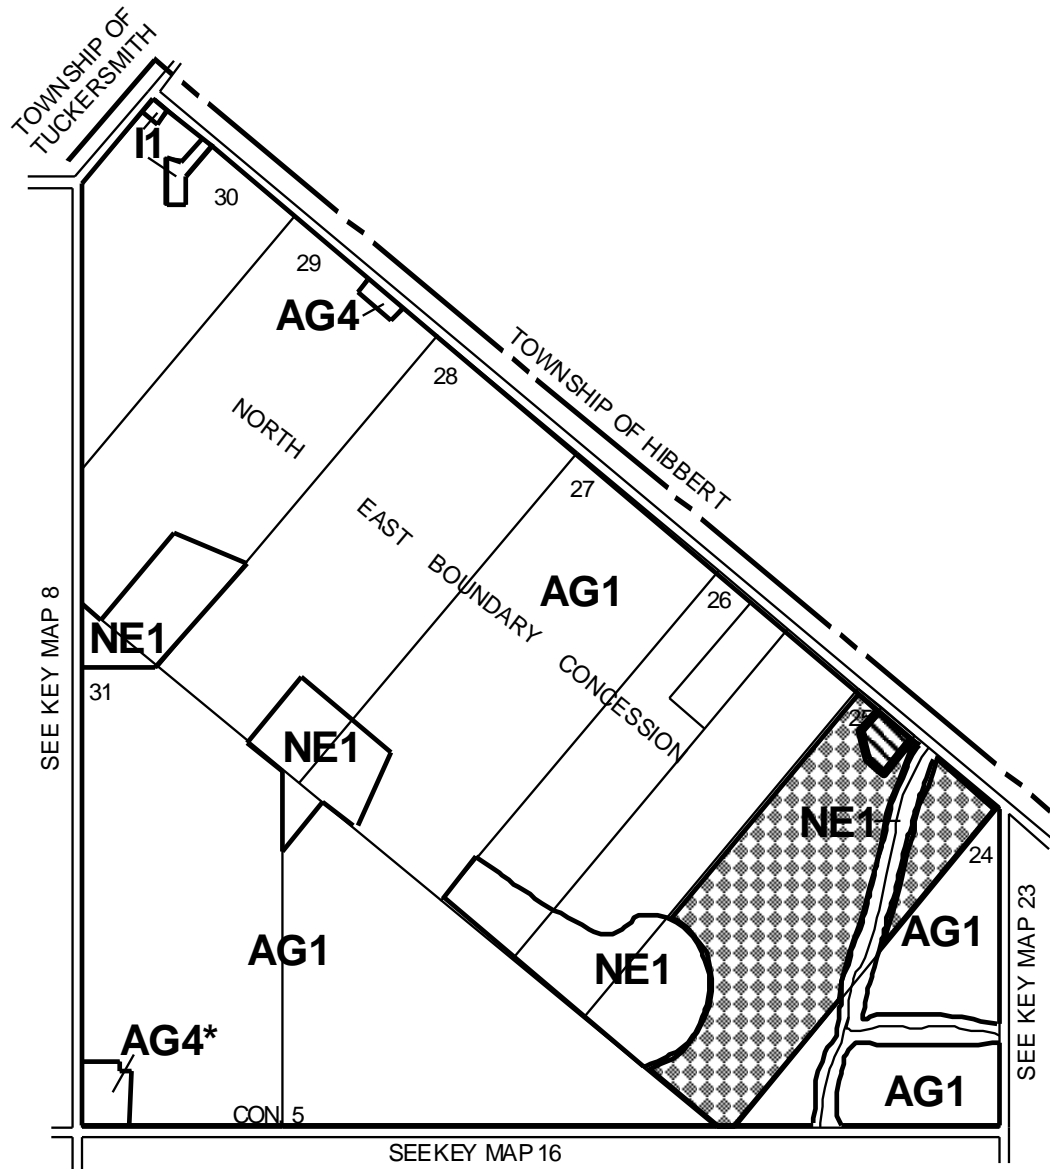 TOWNSHIP OF
TUCKERSMITH
I1
30
29
AG4
28
TOWNSHIP OF HIBBERT
NORTH
27
EAST BOUNDARY CONCESSION
AG1
26
SEE KEY MAP 8
NE1
31
25
NE1
NE1
24
AG1
AG1
NE1
SEE KEY MAP 23
AG4*
AG1
CON. 5
SEE KEY MAP 16